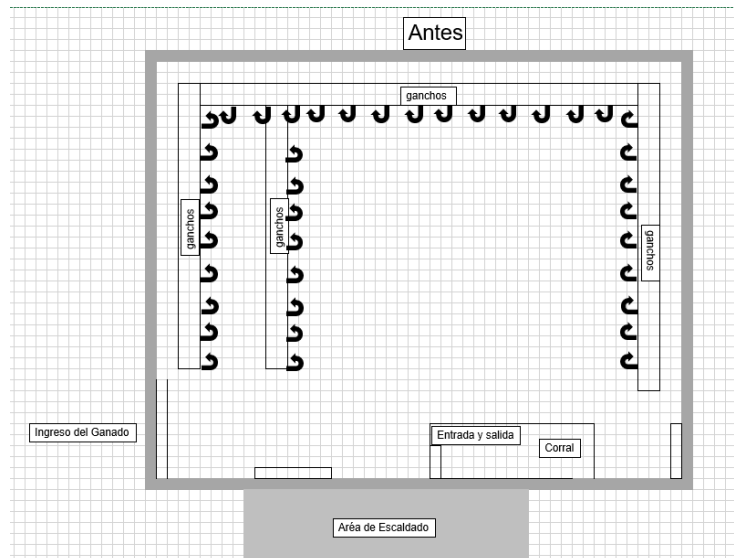 Antes
ganchos
ganchos
ganchos
ganchos
Ingreso del Ganado
Entrada y salida
Corral
Aréa de Escaldado